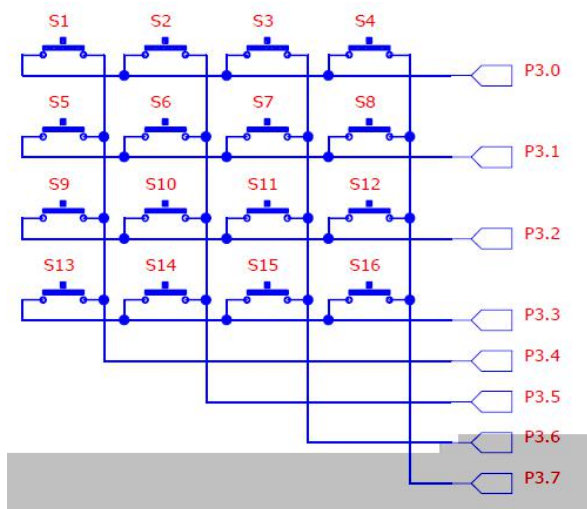 S1 S2 S3 S4
P3.0
S5 S6 S7 S8
P3.1
S9 S10 S11 S12
P3.2
S13 S14 S15 S16
P3.3
P3.4
P3.5
P3.6
P3.7